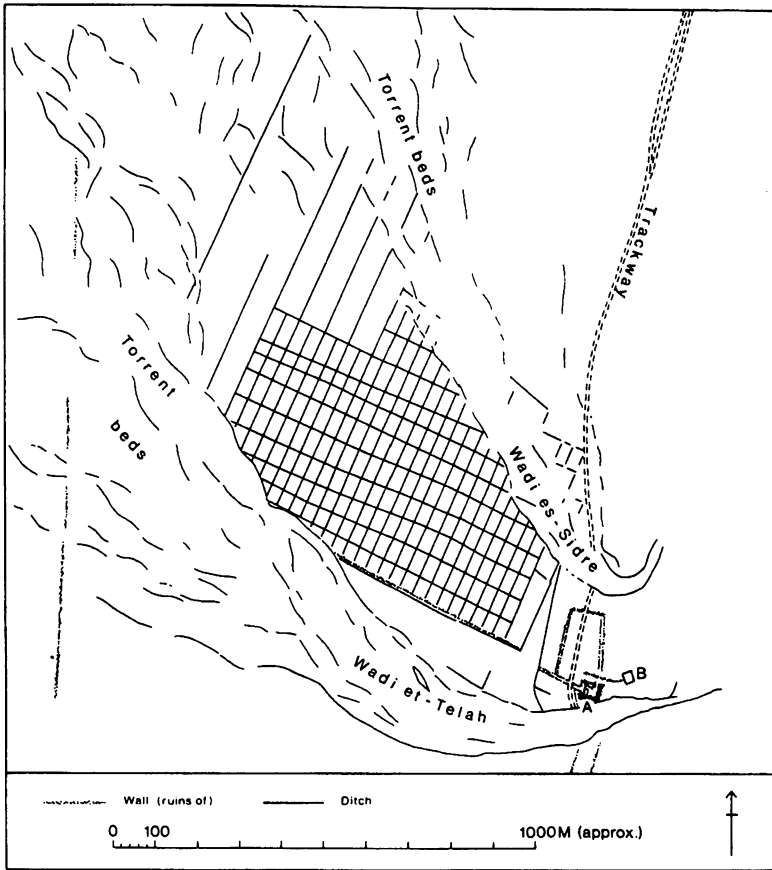 Torrent beds
Trackway
Torrent
beds
Wadi es-Sidre
Wadi et-Telah
B
A
Wall (ruins of)
Ditch
0 100 1000M (approx.)